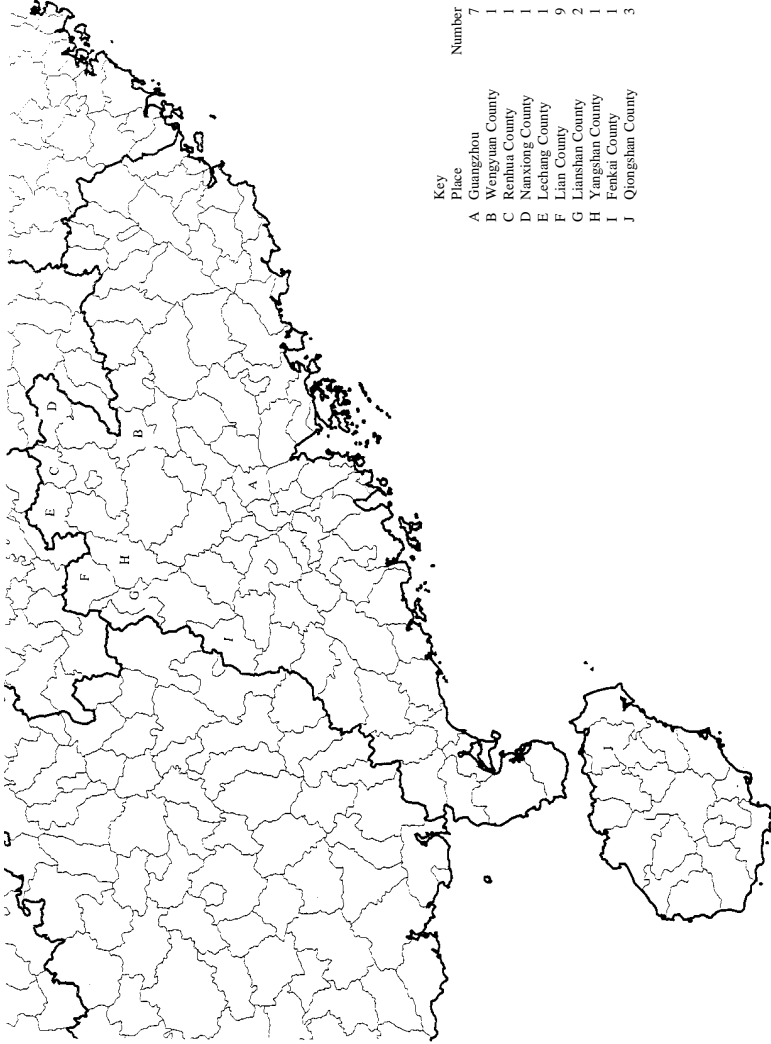 Key
Place Number
A Guangzhou 7
B Wengyuan County 1
C Renhua County 1
D Nanxiong County 1
E Lechang County 1
F Lian County 9
G Lianshan County 2
H Yangshan County 1
I Fenkai County 1
J Qiongshan County 3
D
C
E
B
F
H
G
A
I